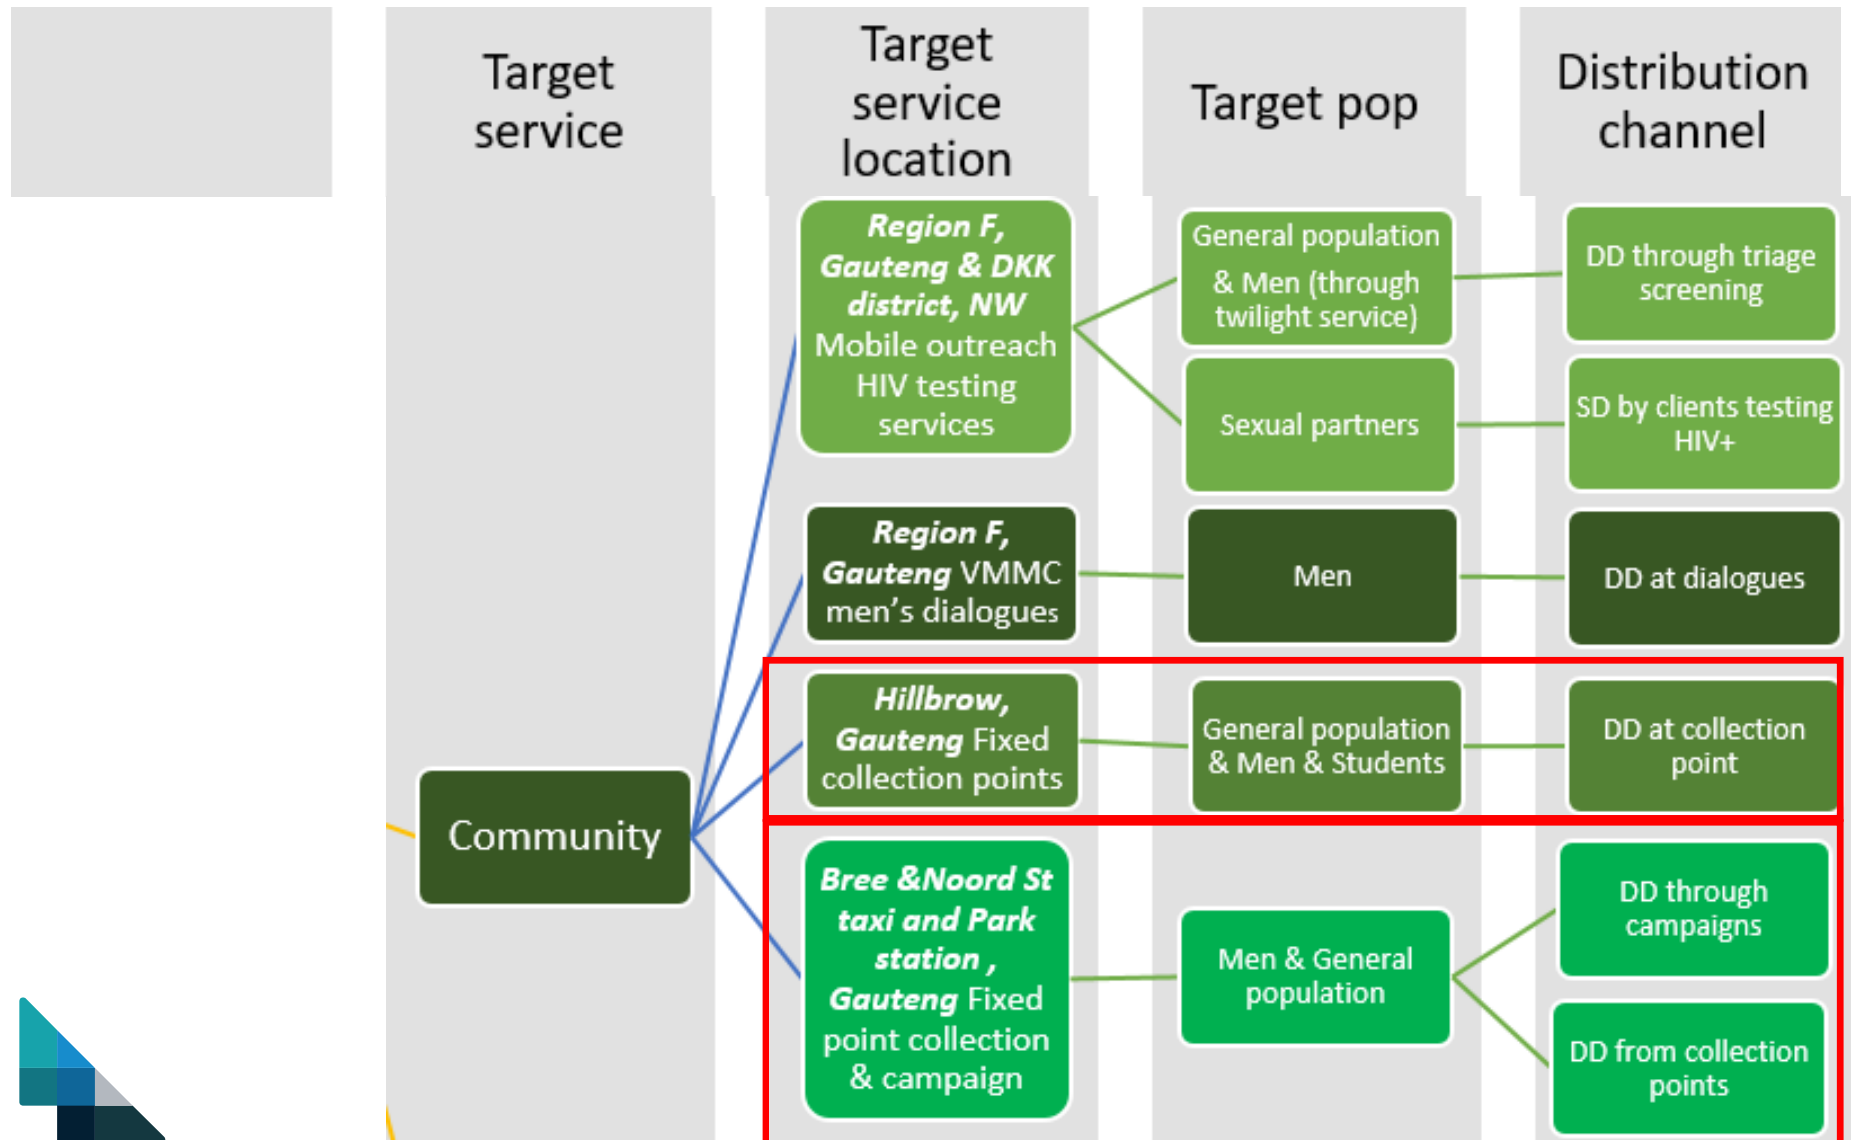 Target
service
Target
service
location
Target pop
Distribution
channel
Region F,
Gauteng & DKK
district, NW
Mobile outreach
HIV testing
services
General population
& Men (through
twilight service)
DD through triage
screening
Sexual partners
SD by clients testing
HIV+
Region F,
Gauteng VMMC
men's dialogues
Men
DD at dialogues
Hillbrow,
Gauteng Fixed
collection points
General population
& Men & Students
DD at collection
point
Community
Bree &Noord St
taxi and Park
station ,
Gauteng Fixed
point collection
& campaign
Men & General
population
DD through
campaigns
DD from collection
points